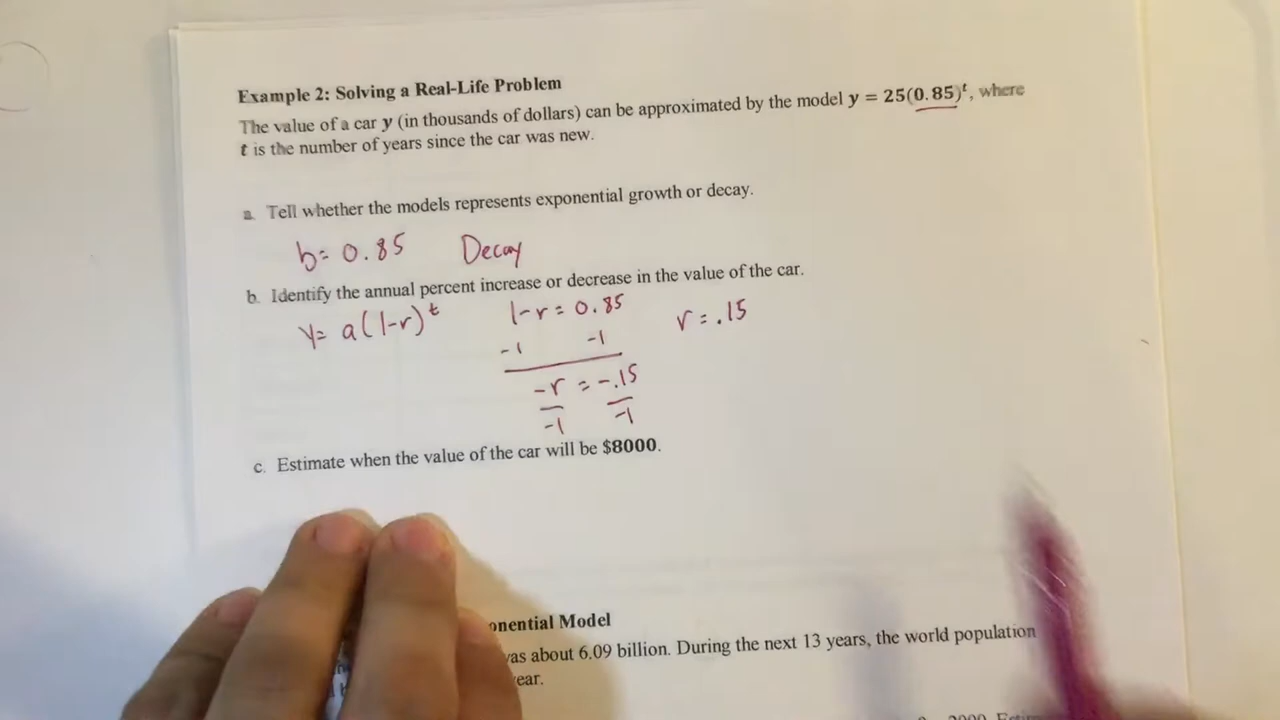 Example 2: Solving a Real-Life Problem
The value of a car y (in thousands of dollars) can be approximated by the model y = 25(0.85)^t, where
t is the number of years since the car was new.
a. Tell whether the models represents exponential growth or decay.
b = 0.85 Decay
b. Identify the annual percent increase or decrease in the value of the car.
y = a(1-r)^t 1-r = 0.85 r = .15
-1 -1
-r = -.15
-1 -1
c. Estimate when the value of the car will be $8000.
onential Model
was about 6.09 billion. During the next 13 years, the world population
ear.
2000